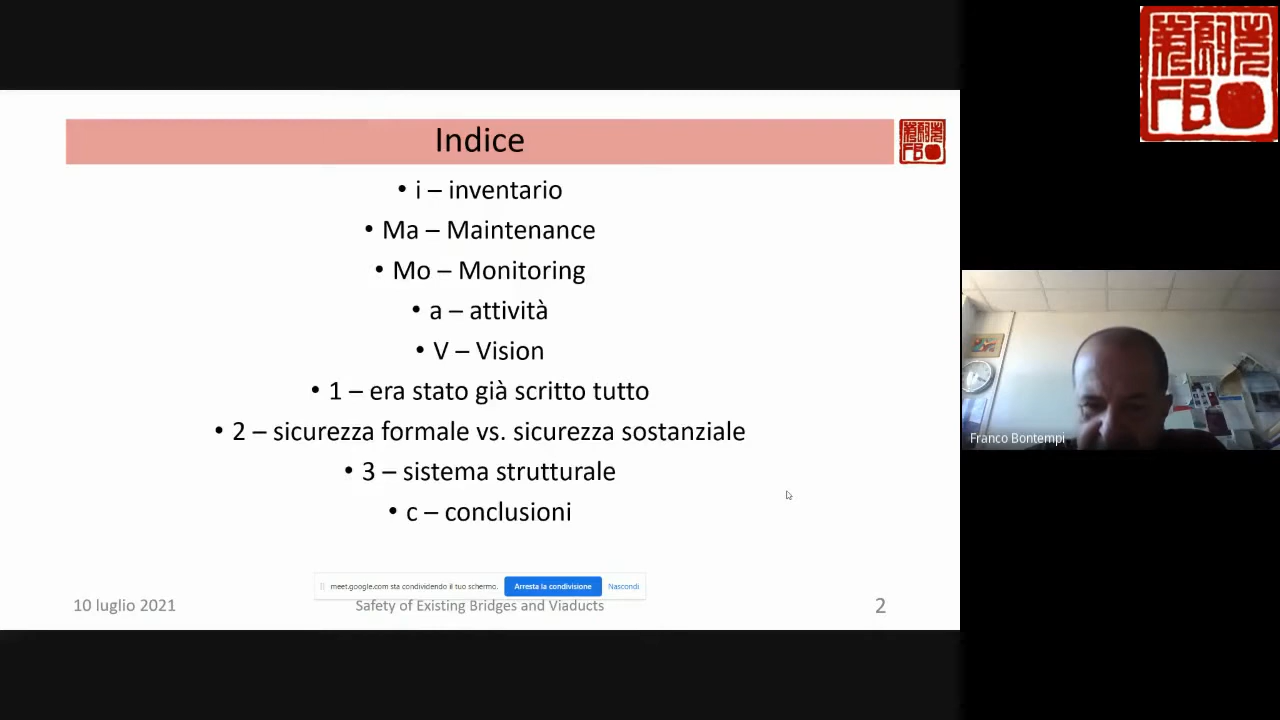 Indice
• i – inventario
• Ma – Maintenance
• Mo – Monitoring
• a – attività
• V – Vision
• 1 – era stato già scritto tutto
• 2 – sicurezza formale vs. sicurezza sostanziale
• 3 – sistema strutturale
• c – conclusioni
meet.google.com sta condividendo il tuo schermo. Arresta la condivisione Nascondi
10 luglio 2021 Safety of Existing Bridges and Viaducts 2
FB
FB
Franco Bontempi